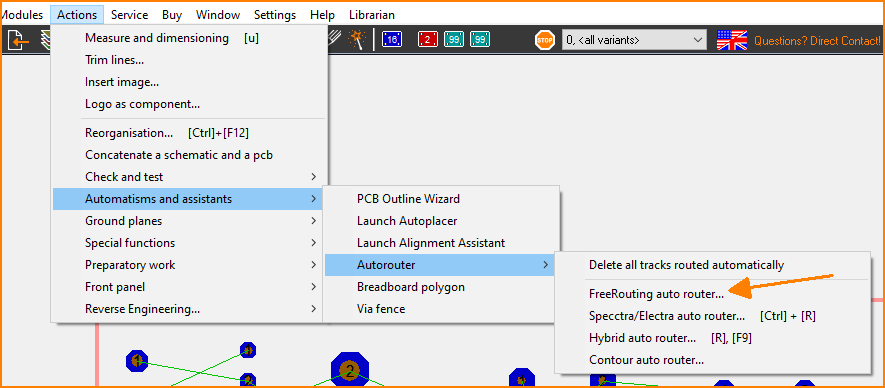 Modules Actions Service Buy Window Settings Help Librarian
16 2 99 99 STOP 0, <all variants> Questions? Direct Contact!
Measure and dimensioning [u]
Trim lines...
Insert image...
Logo as component...
Reorganisation... [Ctrl]+[F12]
Concatenate a schematic and a pcb
Check and test
Automatisms and assistants
Ground planes
Special functions
Preparatory work
Front panel
Reverse Engineering...
PCB Outline Wizard
Launch Autoplacer
Launch Alignment Assistant
Autorouter
Breadboard polygon
Via fence
Delete all tracks routed automatically
FreeRouting auto router...
Specctra/Electra auto router... [Ctrl] + [R]
Hybrid auto router... [R], [F9]
Contour auto router...
1
2